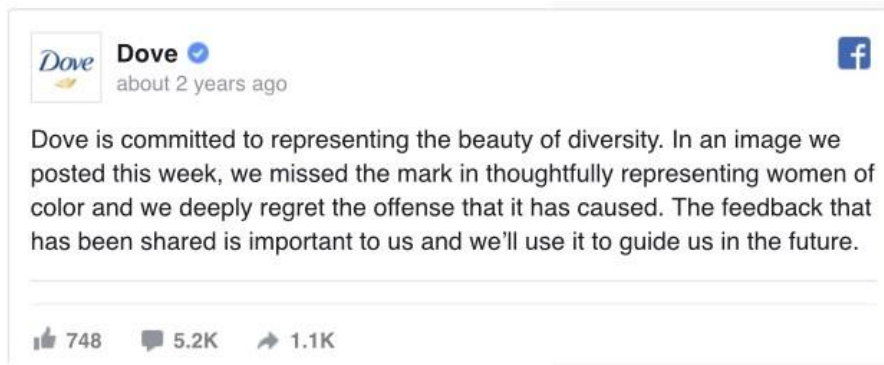 Dove
Dove
about 2 years ago
f
Dove is committed to representing the beauty of diversity. In an image we
posted this week, we missed the mark in thoughtfully representing women of
color and we deeply regret the offense that it has caused. The feedback that
has been shared is important to us and we’ll use it to guide us in the future.
748 5.2K 1.1K